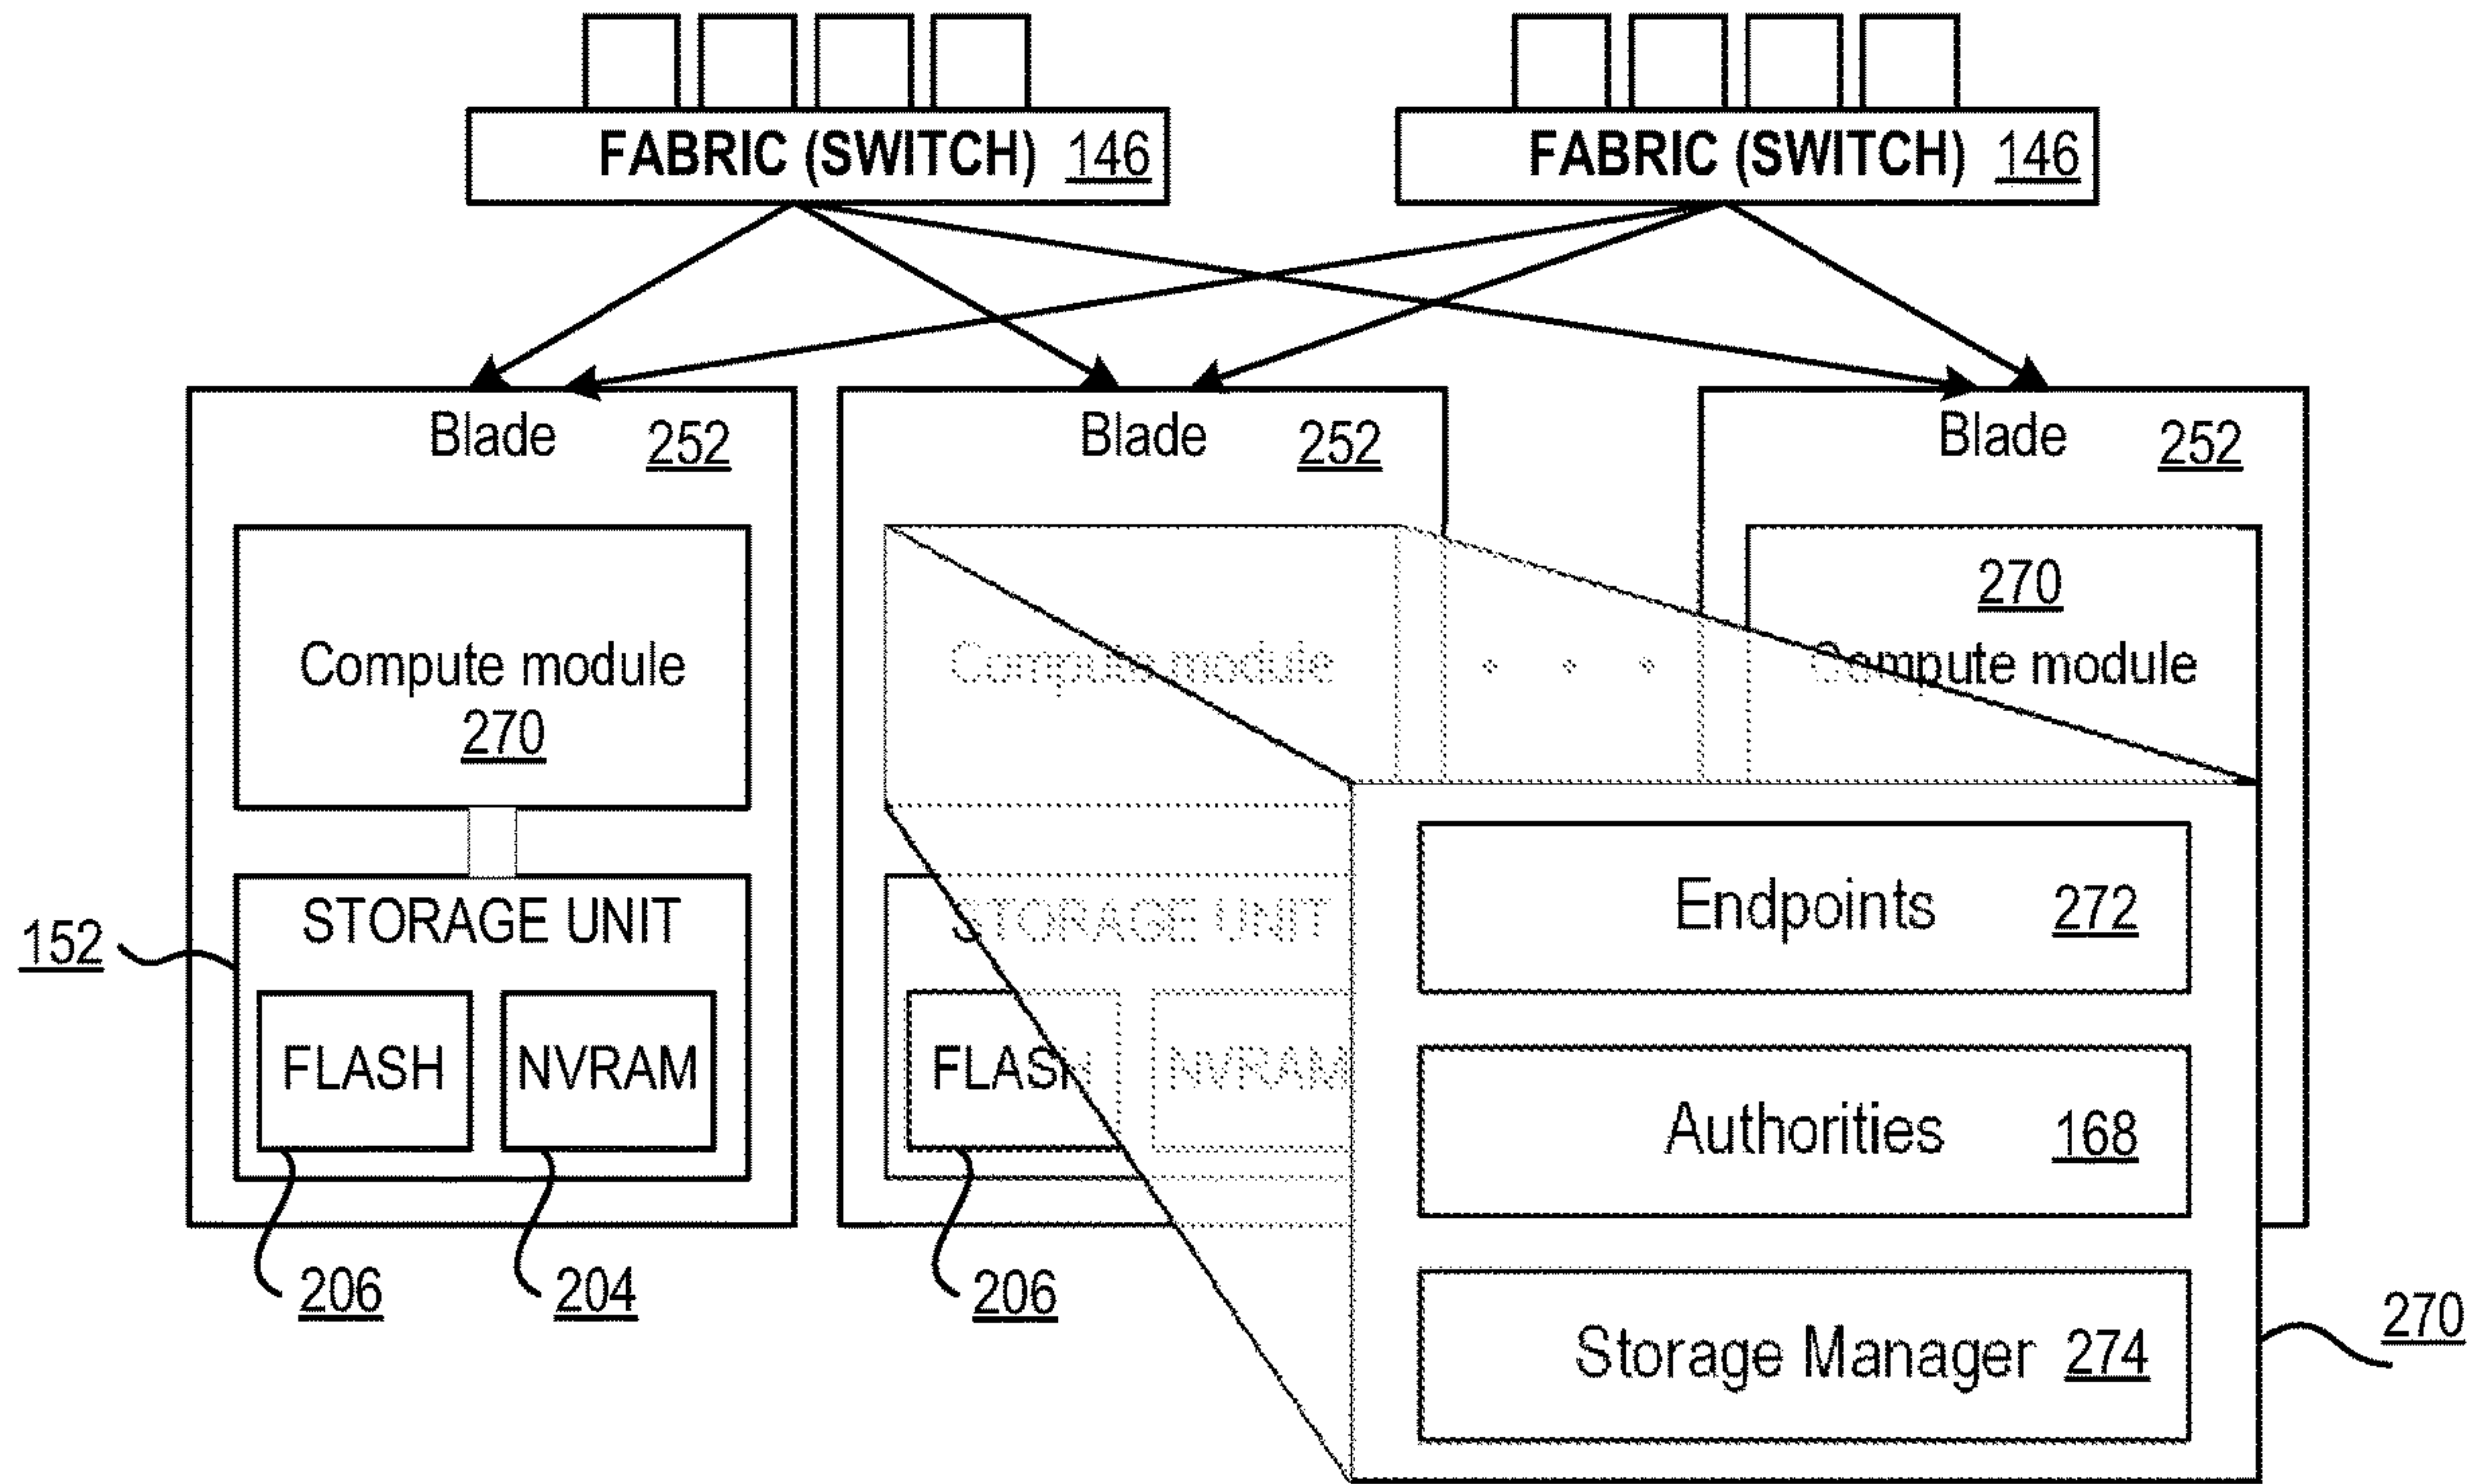 FABRIC (SWITCH) 146
FABRIC (SWITCH) 146
Blade 252
Blade 252
Blade 252
Compute module
270
Compute module
270
Compute module
STORAGE UNIT
152
FLASH
NVRAM
206
204
STORAGE UNIT
FLASH
NVRAM
206
Endpoints 272
Authorities 168
Storage Manager 274
270